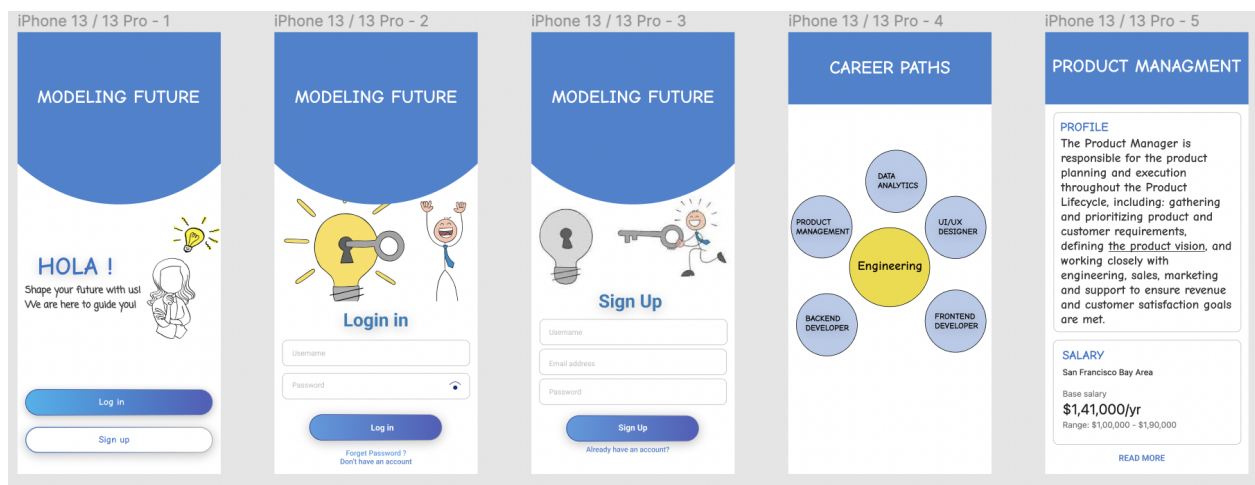 iPhone 13 / 13 Pro - 1
MODELING FUTURE
HOLA !
Shape your future with us!
We are here to guide you!
Log in
Sign up
iPhone 13 / 13 Pro - 2
MODELING FUTURE
Login in
Username
Password
Log in
Forget Password ?
Don't have an account
iPhone 13 / 13 Pro - 3
MODELING FUTURE
Sign Up
Username
Email address
Password
Sign Up
Already have an account?
iPhone 13 / 13 Pro - 4
CAREER PATHS
DATA
ANALYTICS
PRODUCT
MANAGEMENT
UI/UX
DESIGNER
Engineering
BACKEND
DEVELOPER
FRONTEND
DEVELOPER
iPhone 13 / 13 Pro - 5
PRODUCT MANAGMENT
PROFILE
The Product Manager is
responsible for the product
planning and execution
throughout the Product
Lifecycle, including: gathering
and prioritizing product and
customer requirements,
defining the product vision, and
working closely with
engineering, sales, marketing
and support to ensure revenue
and customer satisfaction goals
are met.
SALARY
San Francisco Bay Area
Base salary
$1,41,000/yr
Range: $1,00,000 - $1,90,000
READ MORE